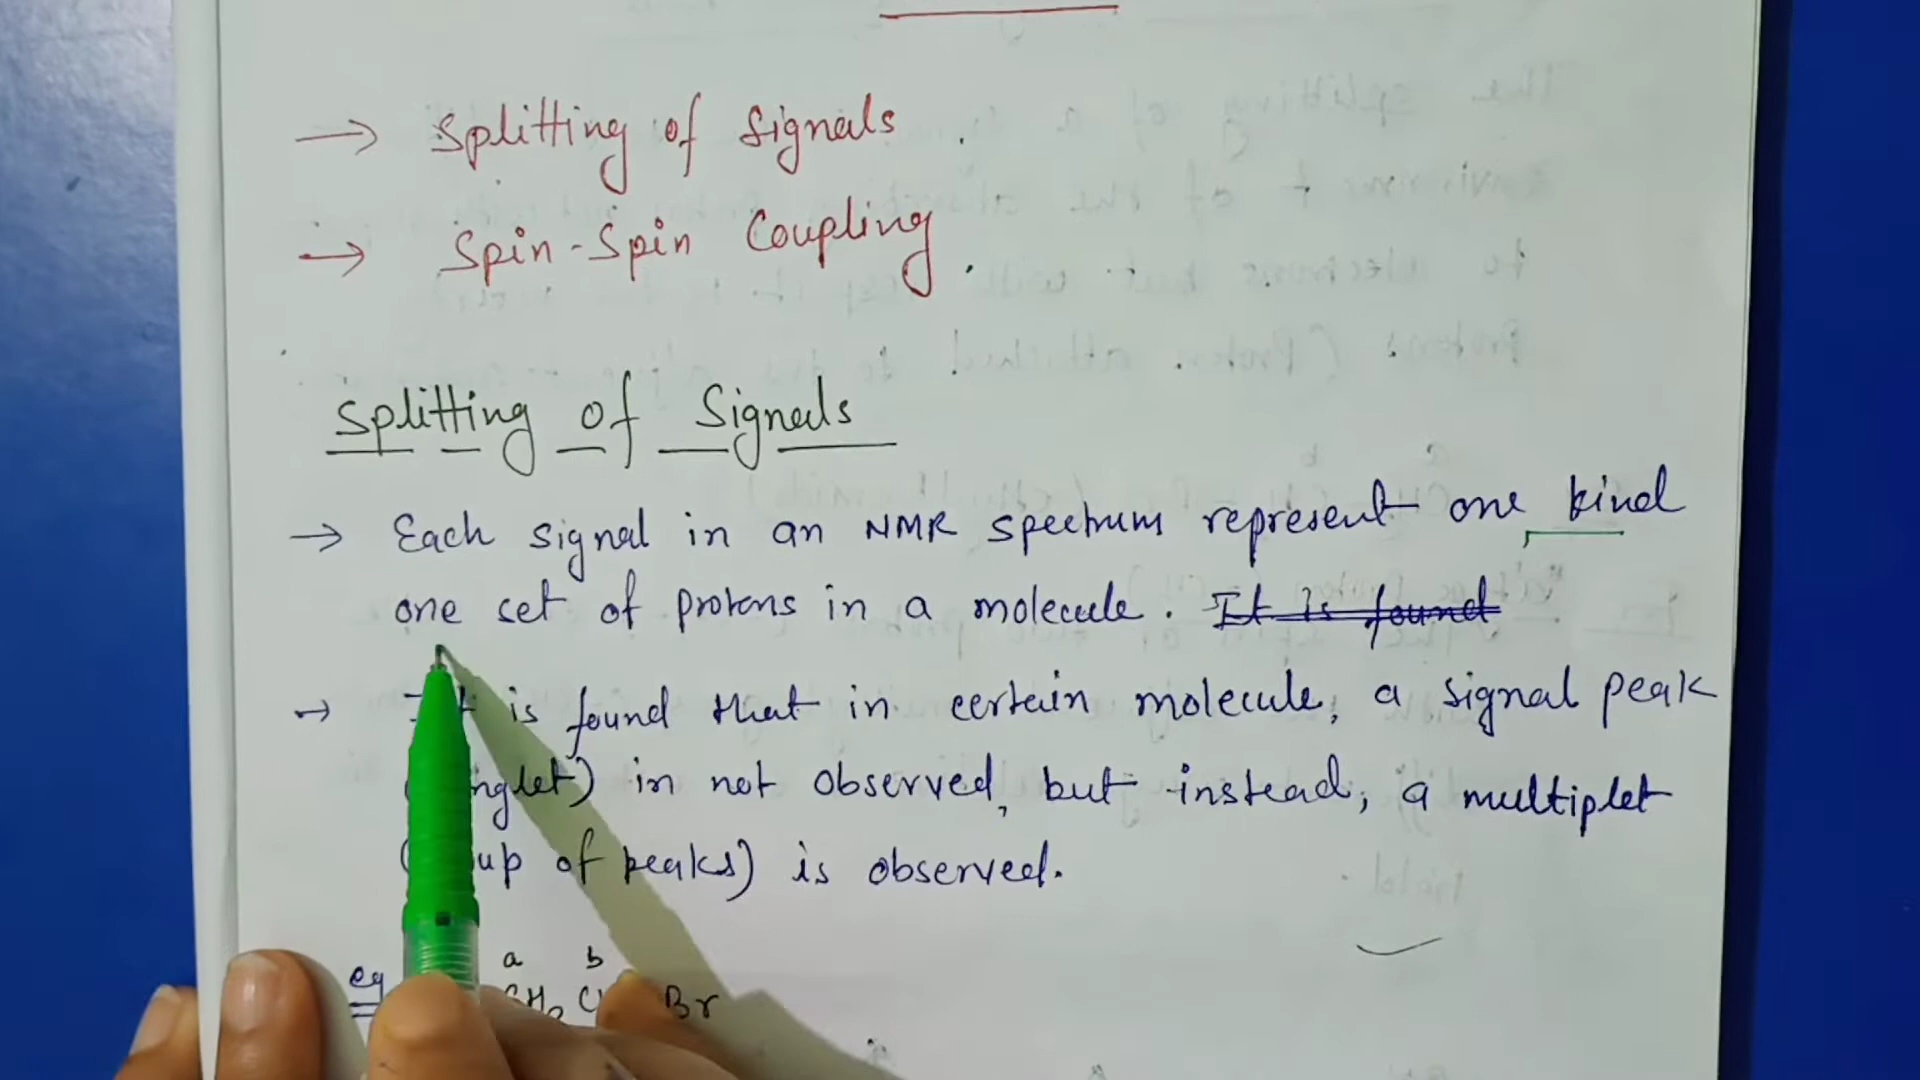 → Splitting of Signals.
→ Spin-Spin Coupling.
Splitting of Signals
→ Each signal in an NMR spectrum represent one kind
one set of protons in a molecule. It is found
→ It is found that in certain molecule, a signal peak
nglet) in not observed, but instead, a multiplet
up of peaks) is observed.
a b
eg Br